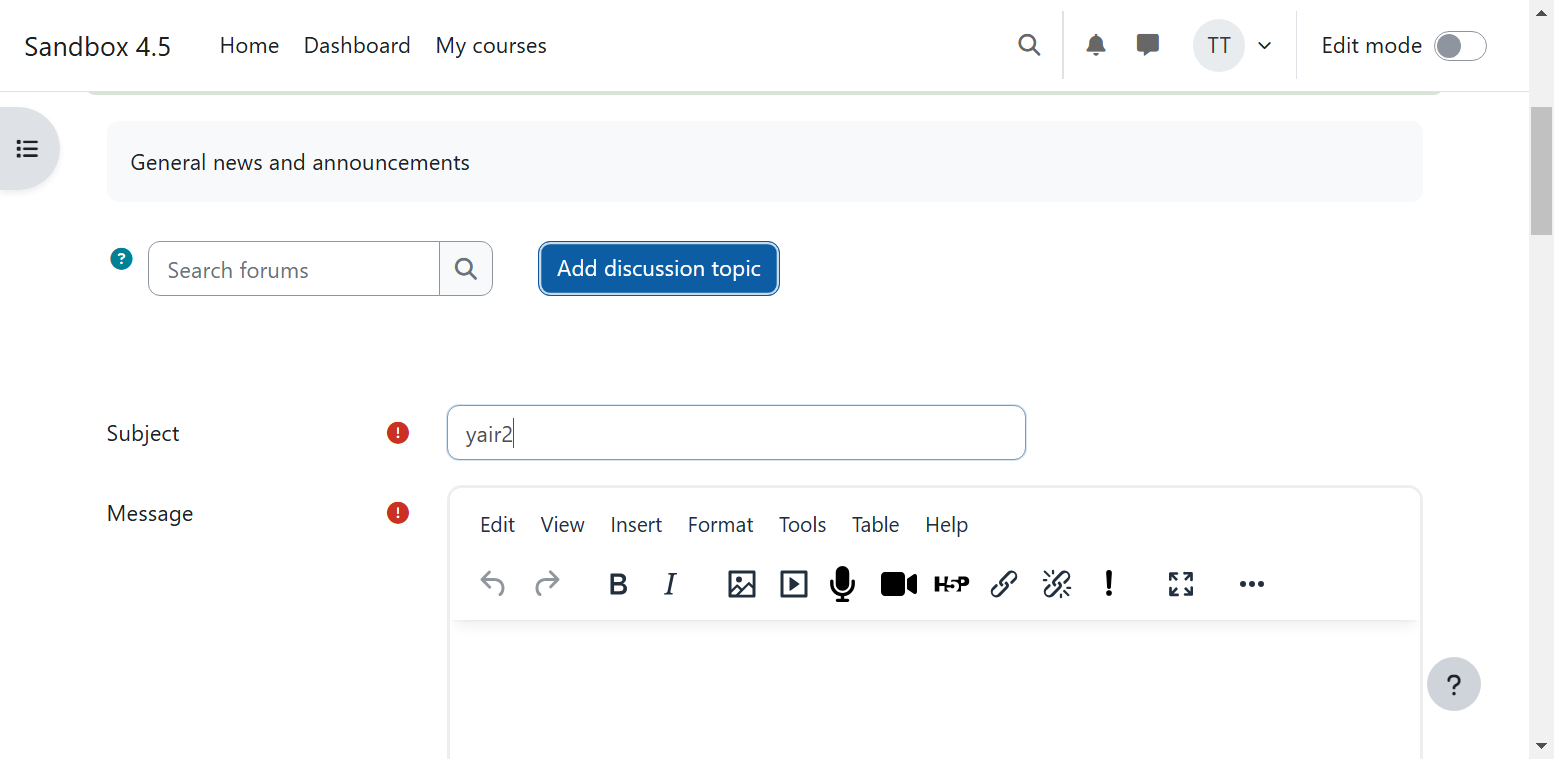 Sandbox 4.5 Home Dashboard My courses TT Edit mode
General news and announcements
? Search forums Add discussion topic
Subject ! yair2
Message !
Edit View Insert Format Tools Table Help
B I H5P !
?